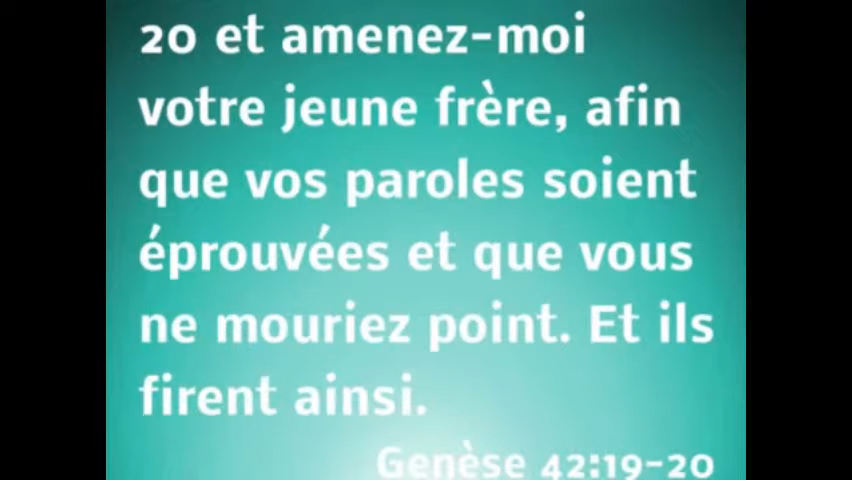 20 et amenez-moi
votre jeune frère, afin
que vos paroles soient
éprouvées et que vous
ne mouriez point. Et ils
firent ainsi.
Genèse 42:19-20